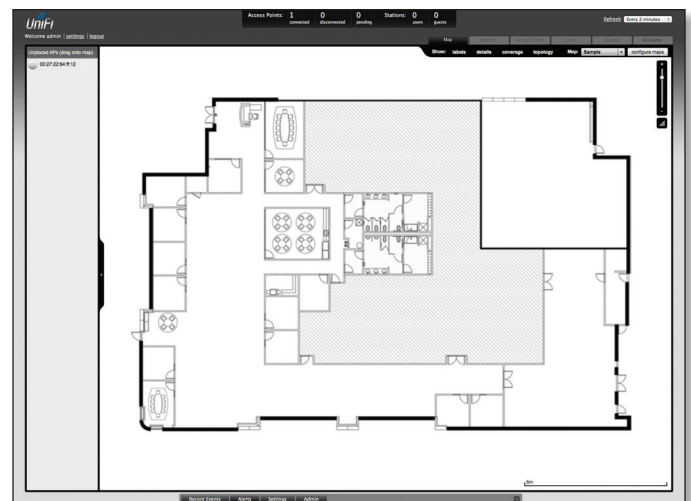 UniFi
Access Points: 1 connected 0 disconnected 0 pending Stations: 0 users 0 guests
Refresh Every 2 minutes
Welcome admin | settings | logout
Map
Unplaced APs (drag onto map)
Show: labels details coverage topology Map: Sample configure maps
00:27:22:84:ff:12
5m
Recent Events Alerts Settings Admin